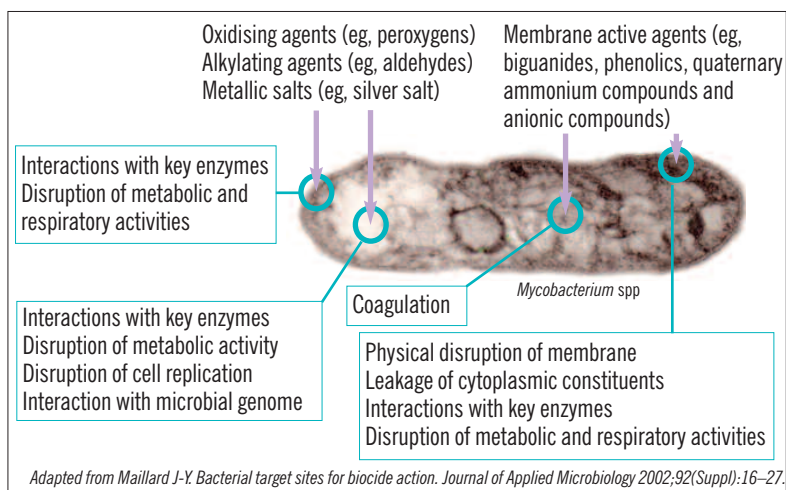 Oxidising agents (eg, peroxygens)
Alkylating agents (eg, aldehydes)
Metallic salts (eg, silver salt)
Membrane active agents (eg,
biguanides, phenolics, quaternary
ammonium compounds and
anionic compounds)
Interactions with key enzymes
Disruption of metabolic and
respiratory activities
Interactions with key enzymes
Disruption of metabolic activity
Disruption of cell replication
Interaction with microbial genome
Coagulation
Mycobacterium spp
Physical disruption of membrane
Leakage of cytoplasmic constituents
Interactions with key enzymes
Disruption of metabolic and respiratory activities
Adapted from Maillard J-Y. Bacterial target sites for biocide action. Journal of Applied Microbiology 2002;92(Suppl):16–27.